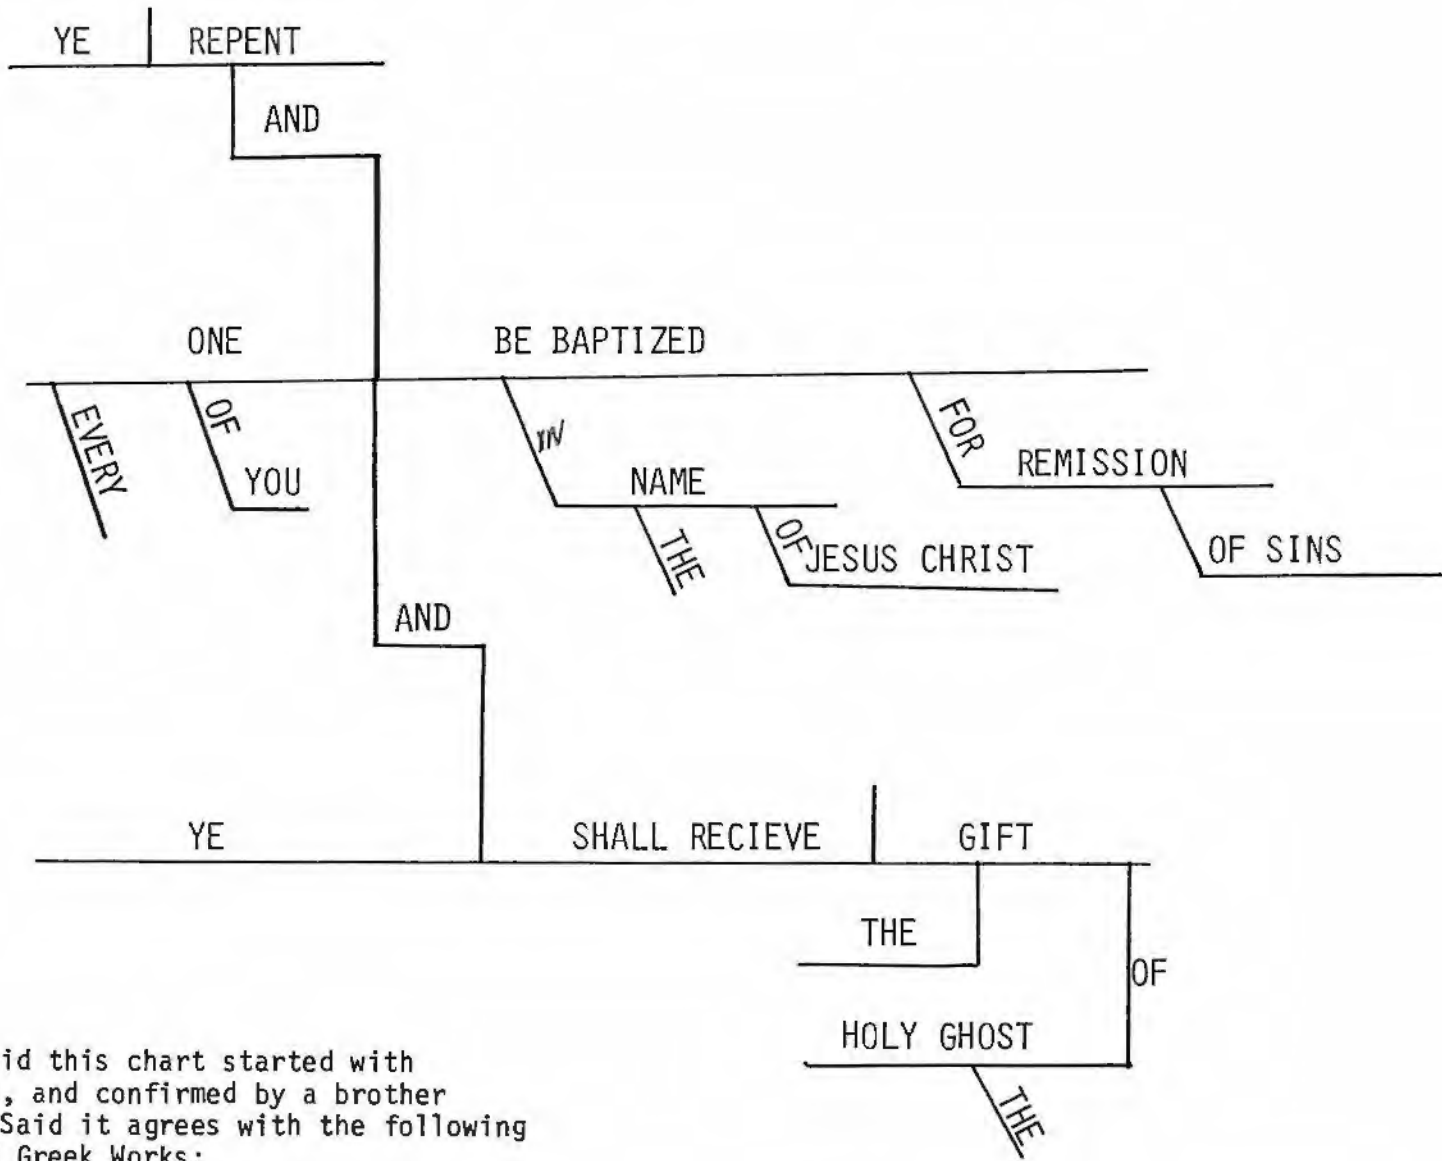 YE REPENT
AND
ONE BE BAPTIZED
EVERY OF YOU IN NAME THE OF JESUS CHRIST FOR REMISSION OF SINS
AND
YE SHALL RECIEVE GIFT
THE OF
HOLY GHOST
THE
id this chart started with
, and confirmed by a brother
Said it agrees with the following
Greek Works: